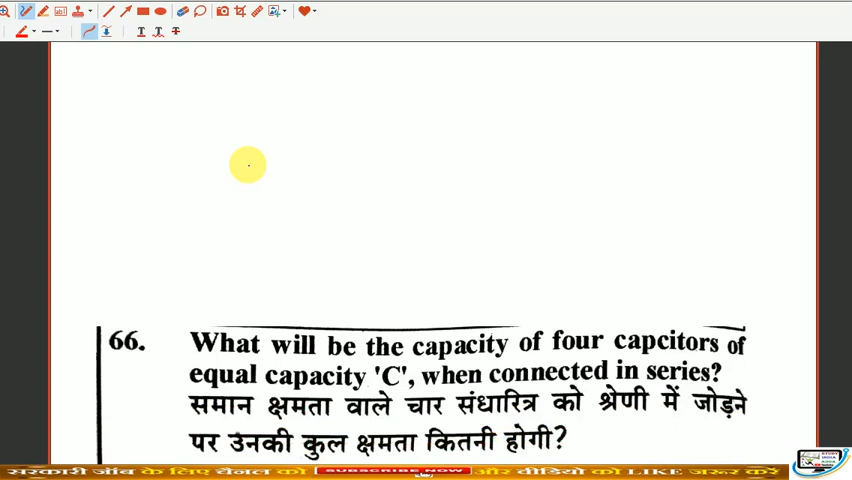 66. What will be the capacity of four capcitors of
equal capacity 'C', when connected in series?
समान क्षमता वाले चार संधारित्र को श्रेणी में जोड़ने
पर उनकी कुल क्षमता कितनी होगी?
सरकारी जॉब के लिए चैनल को SUBSCRIBE NOW और वीडियो को LIKE जरूर करें